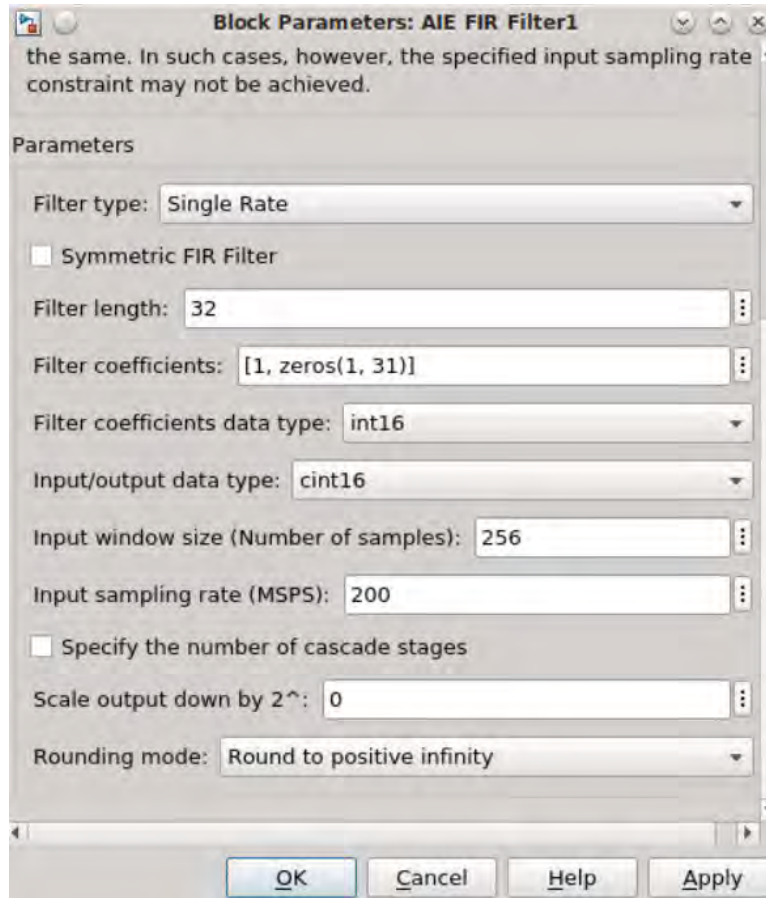 Block Parameters: AIE FIR Filter1
the same. In such cases, however, the specified input sampling rate
constraint may not be achieved.
Parameters
Filter type: Single Rate
Symmetric FIR Filter
Filter length: 32
Filter coefficients: [1, zeros(1, 31)]
Filter coefficients data type: int16
Input/output data type: cint16
Input window size (Number of samples): 256
Input sampling rate (MSPS): 200
Specify the number of cascade stages
Scale output down by 2^: 0
Rounding mode: Round to positive infinity
OK Cancel Help Apply